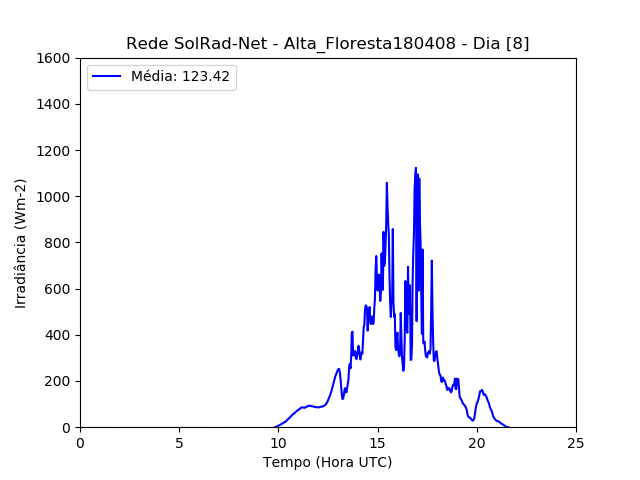 Rede SolRad-Net - Alta_Floresta180408 - Dia [8]
Média: 123.42
Irradiância (Wm-2)
1600
1400
1200
1000
800
600
400
200
0
0 5 10 15 20 25
Tempo (Hora UTC)